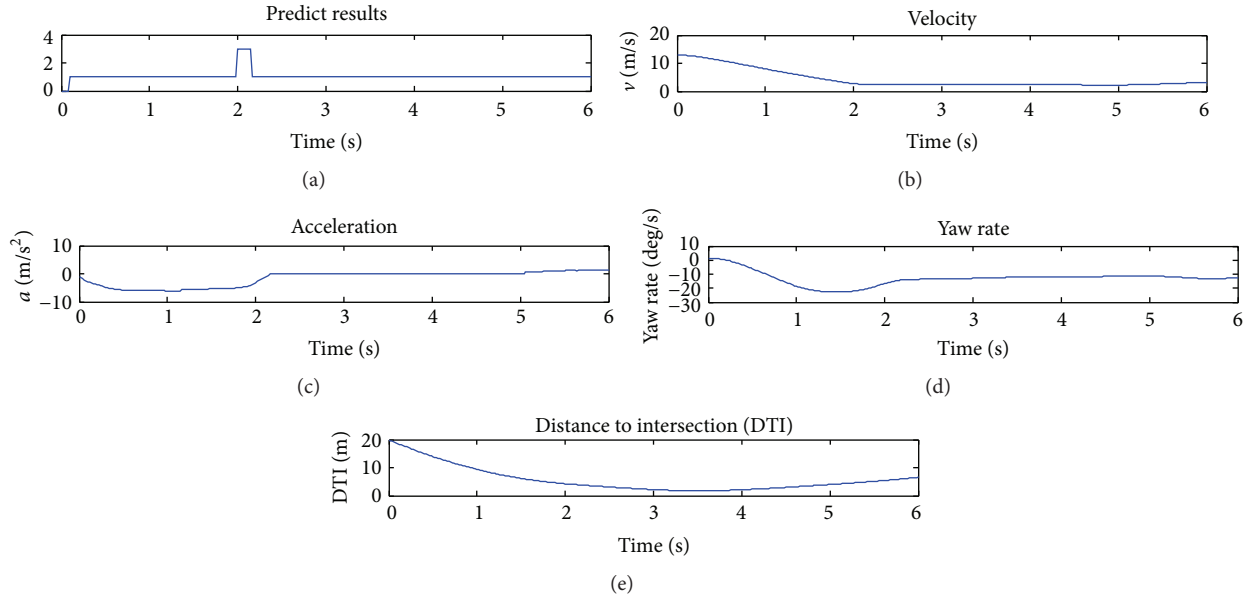 Predict results
4
2
0
0 1 2 3 4 5 6
Time (s)
(a)
Velocity
v (m/s)
20
10
0
0 1 2 3 4 5 6
Time (s)
(b)
Acceleration
a (m/s²)
10
0
−10
0 1 2 3 4 5 6
Time (s)
(c)
Yaw rate
Yaw rate (deg/s)
10
0
−10
−20
−30
0 1 2 3 4 5 6
Time (s)
(d)
Distance to intersection (DTI)
DTI (m)
20
10
0
0 1 2 3 4 5 6
Time (s)
(e)